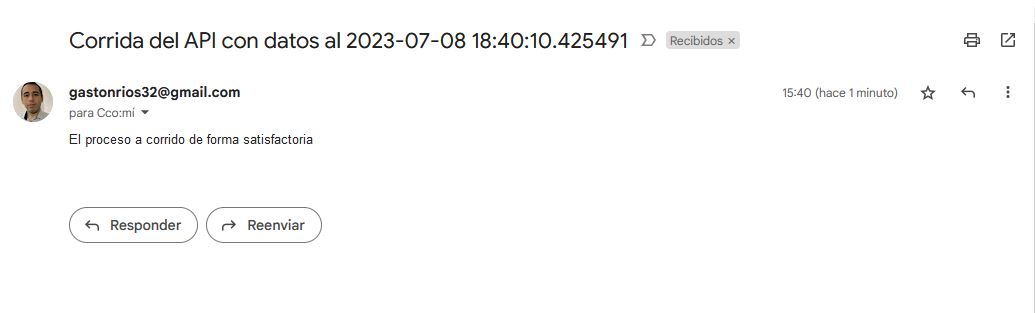 Corrida del API con datos al 2023-07-08 18:40:10.425491 Recibidos ×
gastonrios32@gmail.com 15:40 (hace 1 minuto)
para Cco:mí
El proceso a corrido de forma satisfactoria
Responder Reenviar